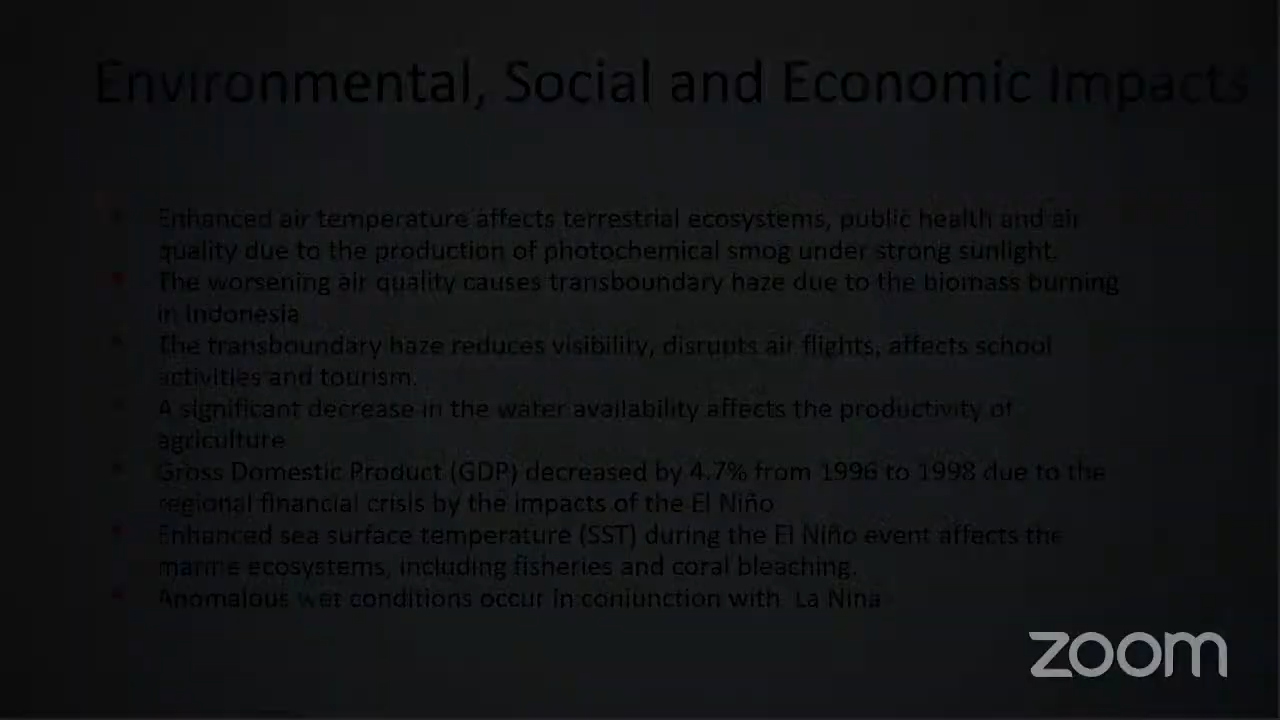 Environmental, Social and Economic Impacts
Enhanced air temperature affects terrestrial ecosystems, public health and air
quality due to the production of photochemical smog under strong sunlight.
The worsening air quality causes transboundary haze due to the biomass burning
in Indonesia
The transboundary haze reduces visibility, disrupts air flights, affects school
activities and tourism.
A significant decrease in the water availability affects the productivity of
agriculture
Gross Domestic Product (GDP) decreased by 4.7% from 1996 to 1998 due to the
regional financial crisis by the impacts of the El Niño
Enhanced sea surface temperature (SST) during the El Niño event affects the
marine ecosystems, including fisheries and coral bleaching.
Anomalous wet conditions occur in conjunction with La Nina
zoom